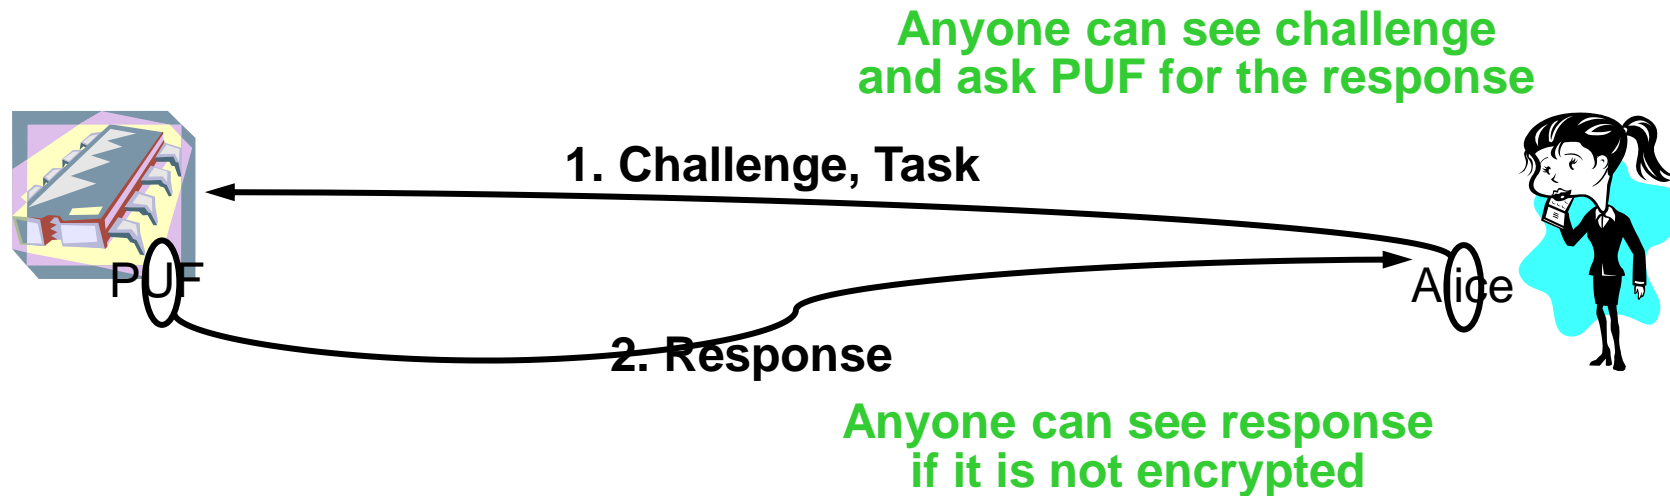 Anyone can see challenge
and ask PUF for the response
1. Challenge, Task
PUF
Alice
2. Response
Anyone can see response
if it is not encrypted